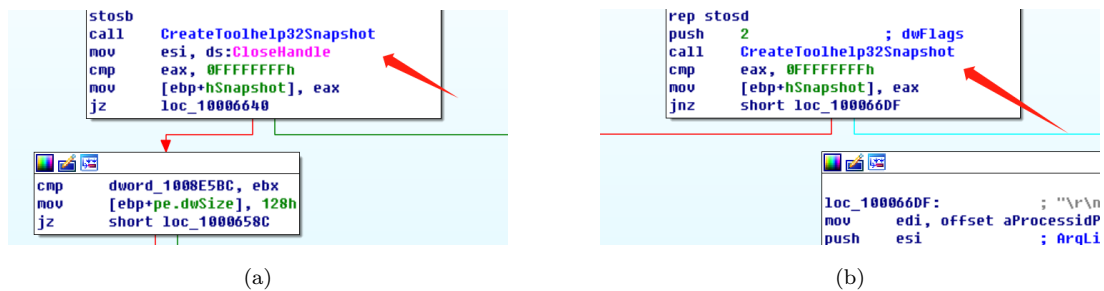 stosb
call CreateToolhelp32Snapshot
mov esi, ds:CloseHandle
cmp eax, 0FFFFFFFFh
mov [ebp+hSnapshot], eax
jz loc_10006640
cmp dword_1008E5BC, ebx
mov [ebp+pe.dwSize], 128h
jz short loc_1000658C
(a)
rep stosd
push 2 ; dwFlags
call CreateToolhelp32Snapshot
cmp eax, 0FFFFFFFFh
mov [ebp+hSnapshot], eax
jnz short loc_100066DF
loc_100066DF: ; "\r\n
mov edi, offset aProcessidP
push esi ; ArgLi
(b)